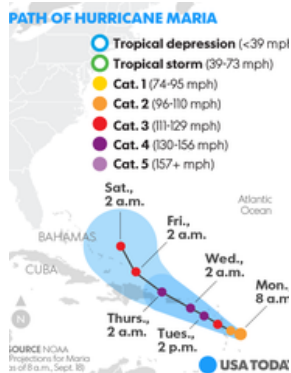 PATH OF HURRICANE MARIA
Tropical depression (<39 mph)
Tropical storm (39-73 mph)
Cat. 1 (74-95 mph)
Cat. 2 (96-110 mph)
Cat. 3 (111-129 mph)
Cat. 4 (130-156 mph)
Cat. 5 (157+ mph)
Sat.,
2 a.m.
Atlantic
Ocean
Fri.,
2 a.m.
BAHAMAS
Wed.,
2 a.m.
CUBA
Mon.,
8 a.m.
Thurs.,
2 a.m.
Tues.,
2 p.m.
N
SOURCE NOAA
Projections for Maria
as of 8 a.m., Sept. 18)
USA TODAY